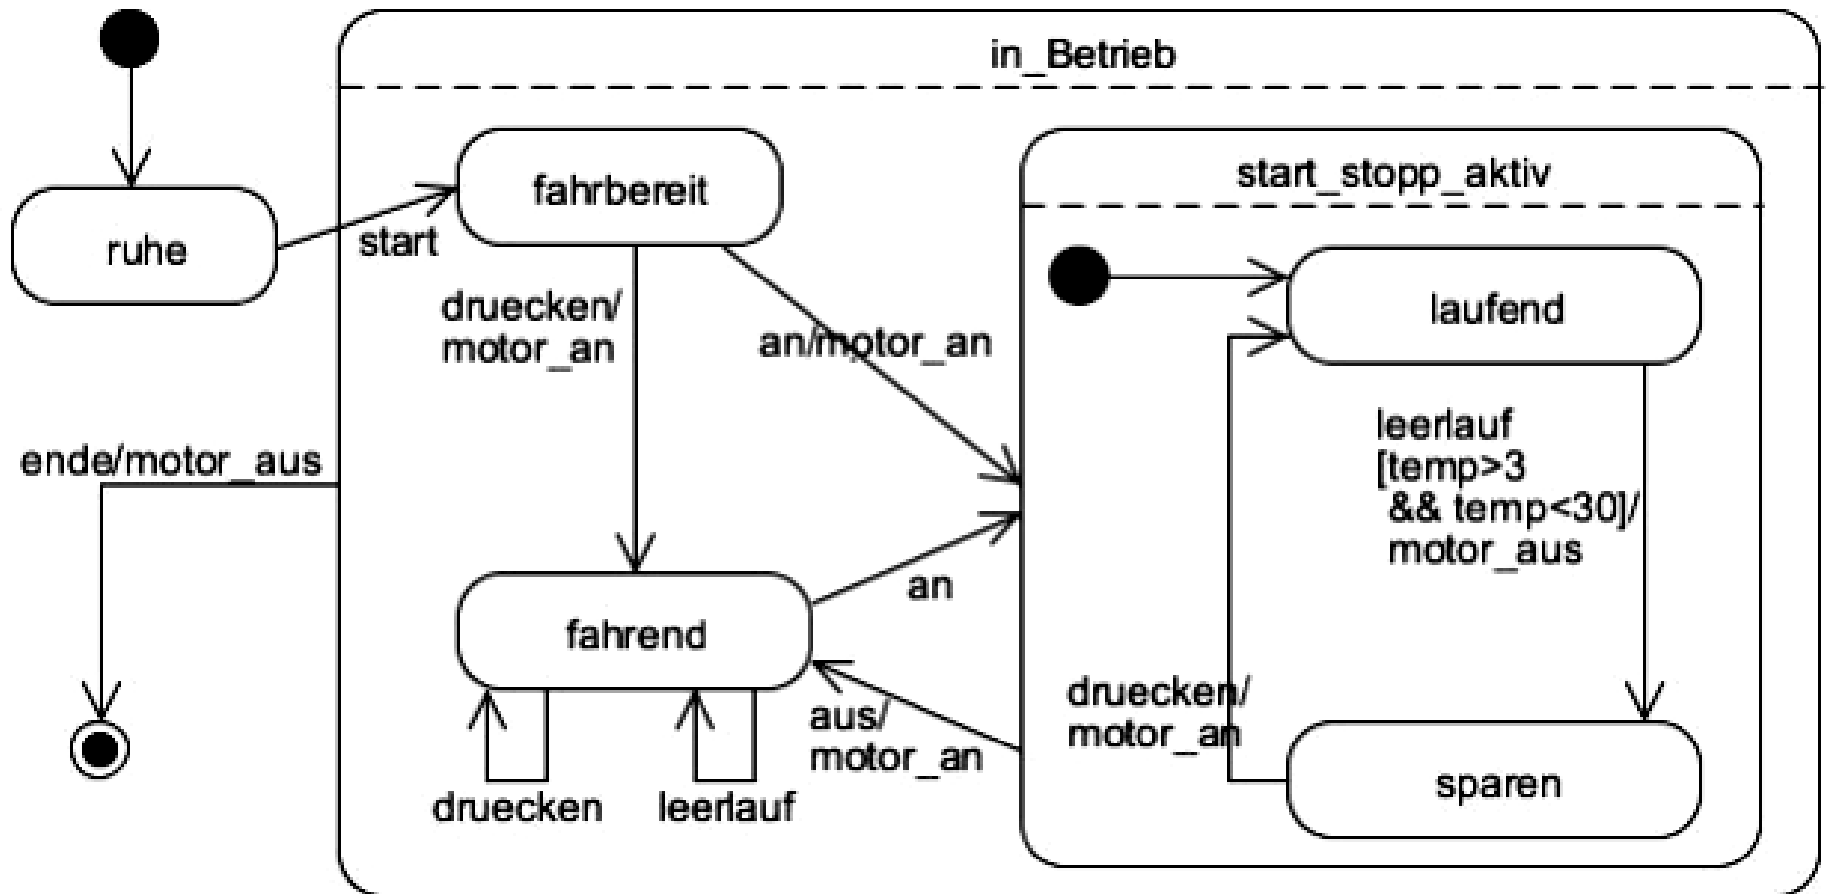 in_Betrieb
start_stopp_aktiv
fahrbereit
ruhe
start
laufend
druecken/
motor_an
an/motor_an
leerlauf
[temp>3
&& temp<30]/
motor_aus
ende/motor_aus
an
fahrend
druecken/
motor_an
aus/
motor_an
sparen
druecken
leerlauf